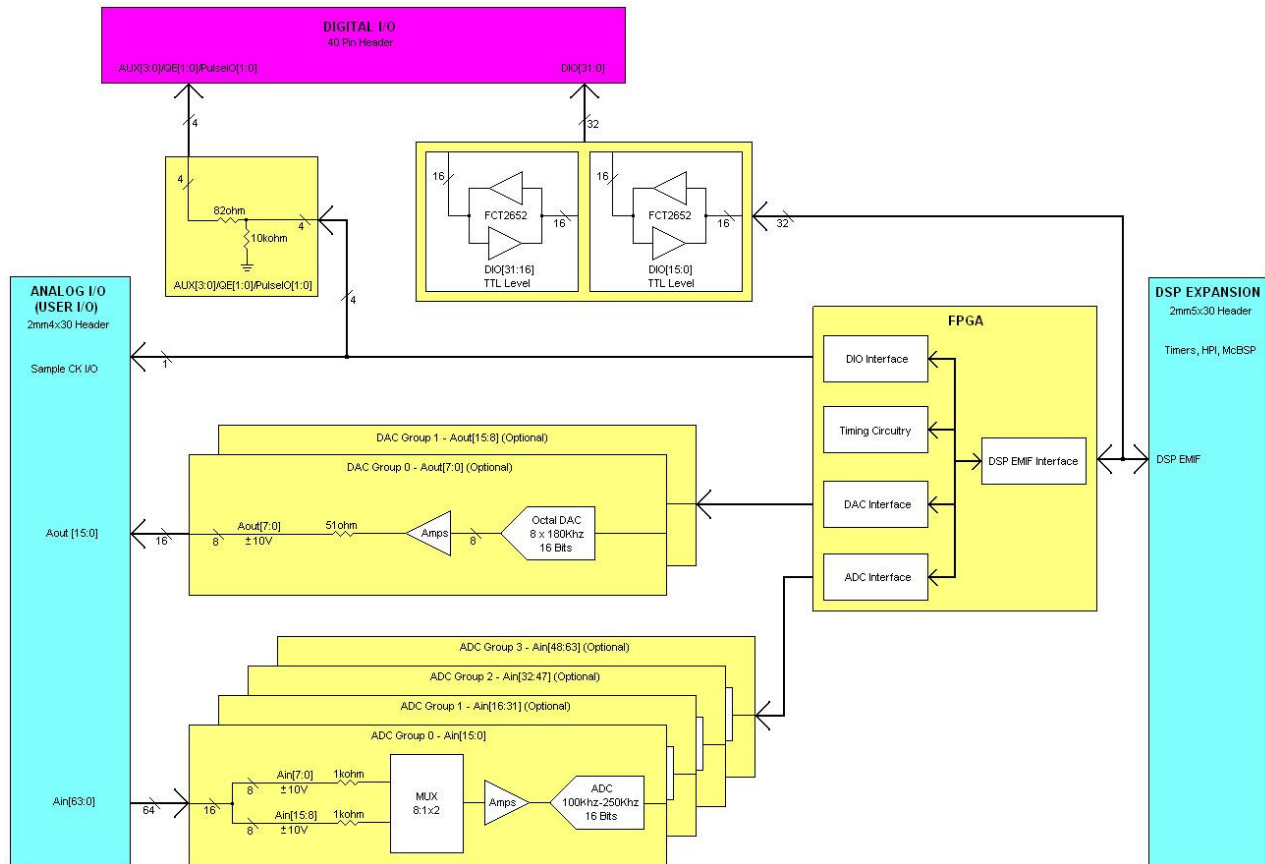 DIGITAL I/O
40 Pin Header
AUX[3:0]/QE[1:0]/PulseIO[1:0]
DIO[31:0]
4
32
4
82ohm
10kohm
4
AUX[3:0]/QE[1:0]/PulseIO[1:0]
16
FCT2652
16
DIO[31:16]
TTL Level
16
FCT2652
16
DIO[15:0]
TTL Level
32
4
ANALOG I/O
(USER I/O)
2mm4x30 Header
Sample CK I/O
1
Aout [15:0]
16
Ain[63:0]
64
FPGA
DIO Interface
Timing Circuitry
DSP EMIF Interface
DAC Interface
ADC Interface
DSP EXPANSION
2mm5x30 Header
Timers, HPI, McBSP
DSP EMIF
DAC Group 1 - Aout[15:8] (Optional)
DAC Group 0 - Aout[7:0] (Optional)
8
Aout[7:0]
±10V
51ohm
Amps
8
Octal DAC
8 x 180Khz
16 Bits
ADC Group 3 - Ain[48:63] (Optional)
ADC Group 2 - Ain[32:47] (Optional)
ADC Group 1 - Ain[16:31] (Optional)
ADC Group 0 - Ain[15:0]
16
8
Ain[7:0]
±10V
1kohm
8
Ain[15:8]
±10V
1kohm
MUX
8:1x2
Amps
ADC
100Khz-250Khz
16 Bits